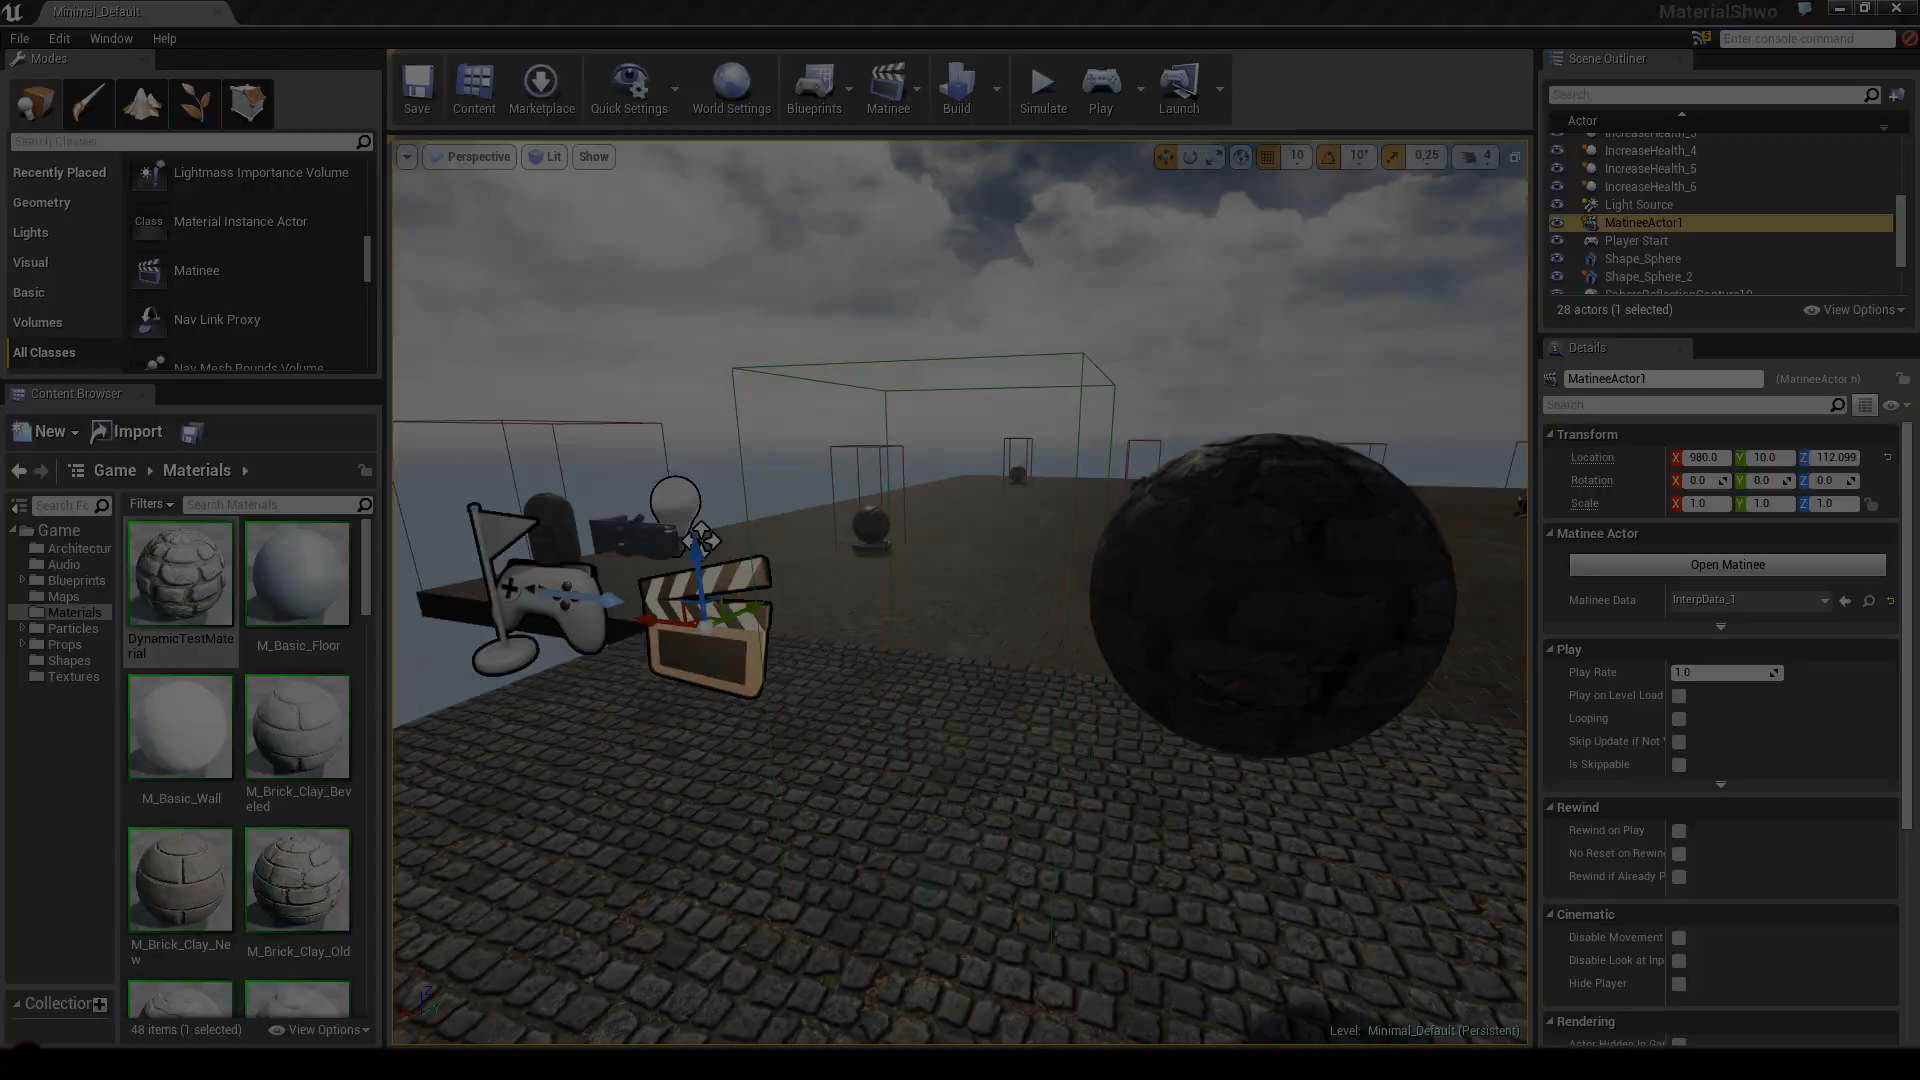 Minimal_Default
MaterialShwo
File Edit Window Help
5
Enter console command
Modes
Search Classes
Recently Placed
Geometry
Lights
Visual
Basic
Volumes
All Classes
Lightmass Importance Volume
Class
Material Instance Actor
Matinee
Nav Link Proxy
Nav Mesh Bounds Volume
Save
Content
Marketplace
Quick Settings
World Settings
Blueprints
Matinee
Build
Simulate
Play
Launch
Perspective
Lit
Show
10
10°
0.25
4
Content Browser
New
Import
Game
Materials
Search Fc
Filters
Search Materials
Game
Architectur
Audio
Blueprints
Maps
Materials
Particles
Props
Shapes
Textures
DynamicTestMate
rial
M_Basic_Floor
M_Basic_Wall
M_Brick_Clay_Beve
led
M_Brick_Clay_Ne
w
M_Brick_Clay_Old
Collection
48 items (1 selected)
View Options
Level: Minimal_Default (Persistent)
Z
Y
Scene Outliner
Search
Actor
IncreaseHealth_3
IncreaseHealth_4
IncreaseHealth_5
IncreaseHealth_6
Light Source
MatineeActor1
Player Start
Shape_Sphere
Shape_Sphere_2
SphereReflectionCapture10
28 actors (1 selected)
View Options
Details
MatineeActor1
(MatineeActor.h)
Search
Transform
Location X 980.0 Y 10.0 Z 112.099
Rotation X 0.0 Y 0.0 Z 0.0
Scale X 1.0 Y 1.0 Z 1.0
Matinee Actor
Open Matinee
Matinee Data InterpData_1
Play
Play Rate 1.0
Play on Level Load
Looping
Skip Update if Not
Is Skippable
Rewind
Rewind on Play
No Reset on Rewin
Rewind if Already P
Cinematic
Disable Movement
Disable Look at Inp
Hide Player
Rendering
Actor Hidden In Ga